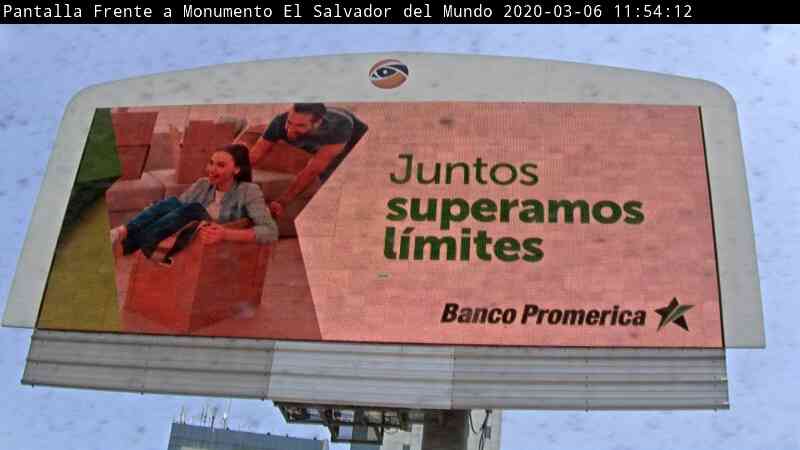 Pantalla Frente a Monumento El Salvador del Mundo 2020-03-06 11:54:12
Juntos
superamos
límites
Banco Promerica